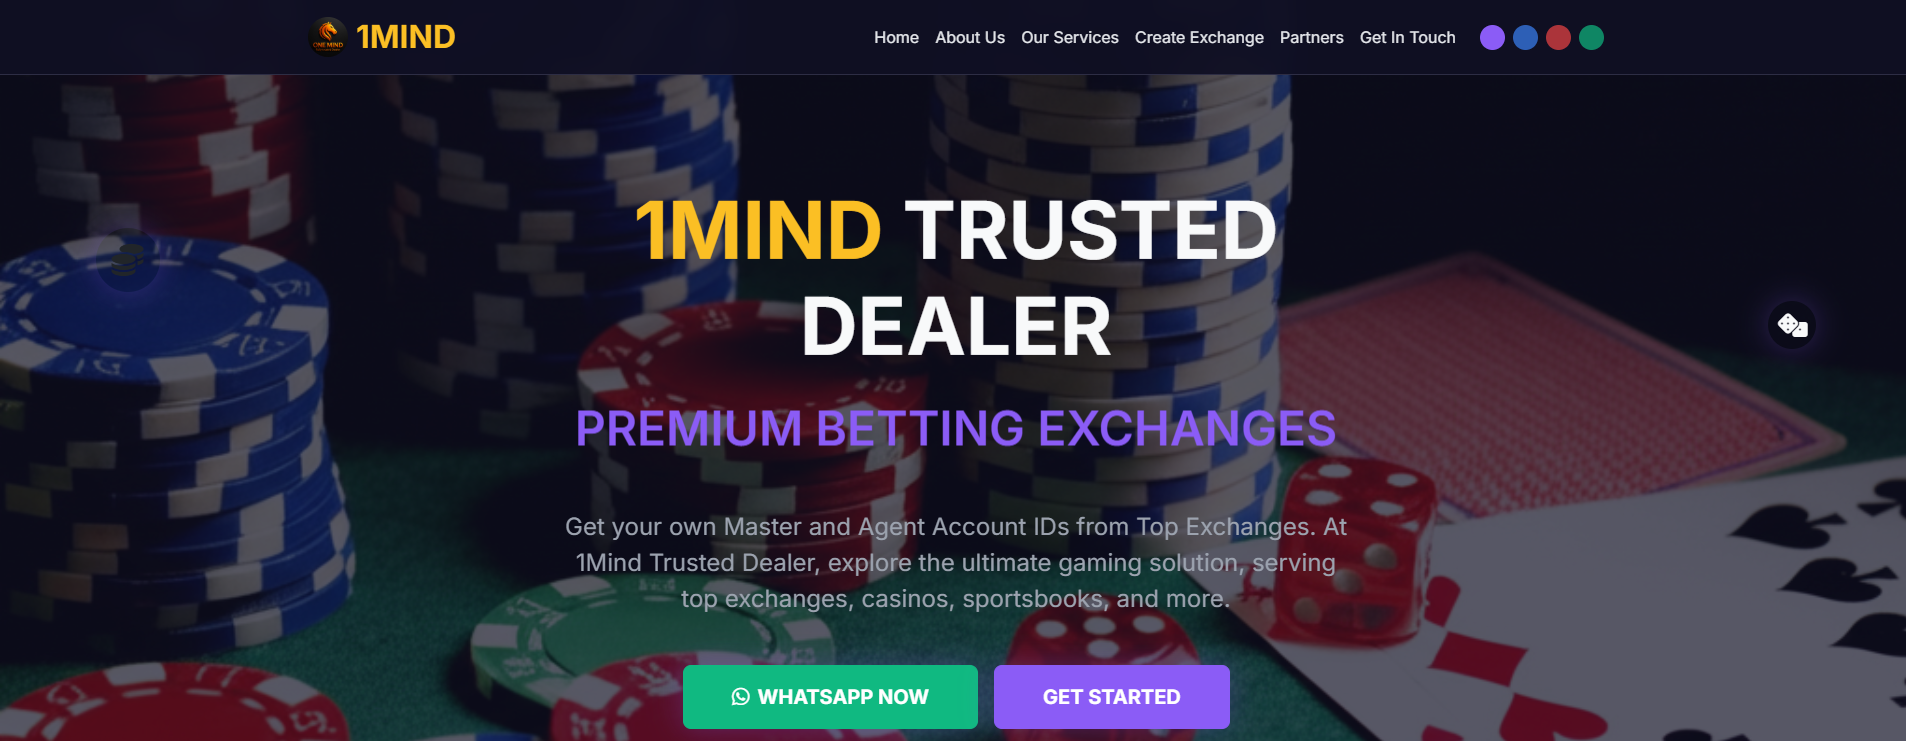 ONE MIND
1MIND
Home About Us Our Services Create Exchange Partners Get In Touch
1MIND TRUSTED
DEALER
PREMIUM BETTING EXCHANGES
Get your own Master and Agent Account IDs from Top Exchanges. At
1Mind Trusted Dealer, explore the ultimate gaming solution, serving
top exchanges, casinos, sportsbooks, and more.
WHATSAPP NOW
GET STARTED